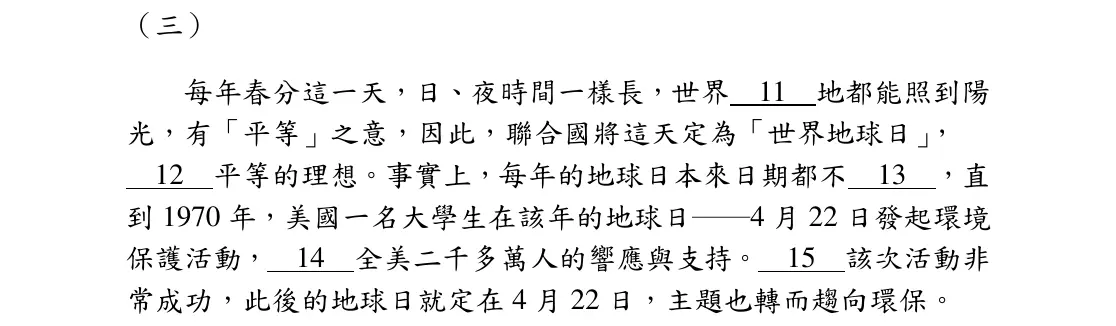 （三）
每年春分這一天，日、夜時間一樣長，世界 11 地都能照到陽
光，有「平等」之意，因此，聯合國將這天定為「世界地球日」，
12 平等的理想。事實上，每年的地球日本來日期都不 13 ，直
到 1970 年，美國一名大學生在該年的地球日——4 月 22 日發起環境
保護活動， 14 全美二千多萬人的響應與支持。 15 該次活動非
常成功，此後的地球日就定在 4 月 22 日，主題也轉而趨向環保。